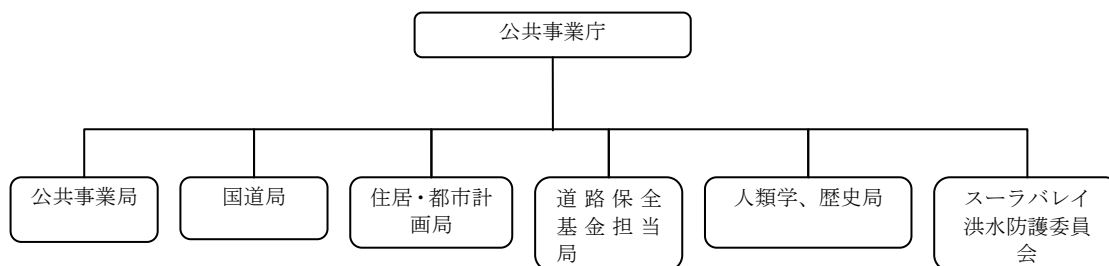 公共事業庁
公共事業局
国道局
住居・都市計
画局
道路保全
基金担当
局
人類学、歴史局
スーラバレイ
洪水防護委員
会